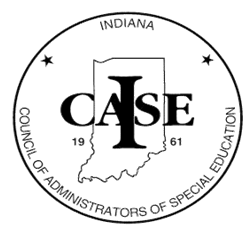 INDIANA
I
CASE
19 61
COUNCIL OF ADMINISTRATORS OF SPECIAL EDUCATION